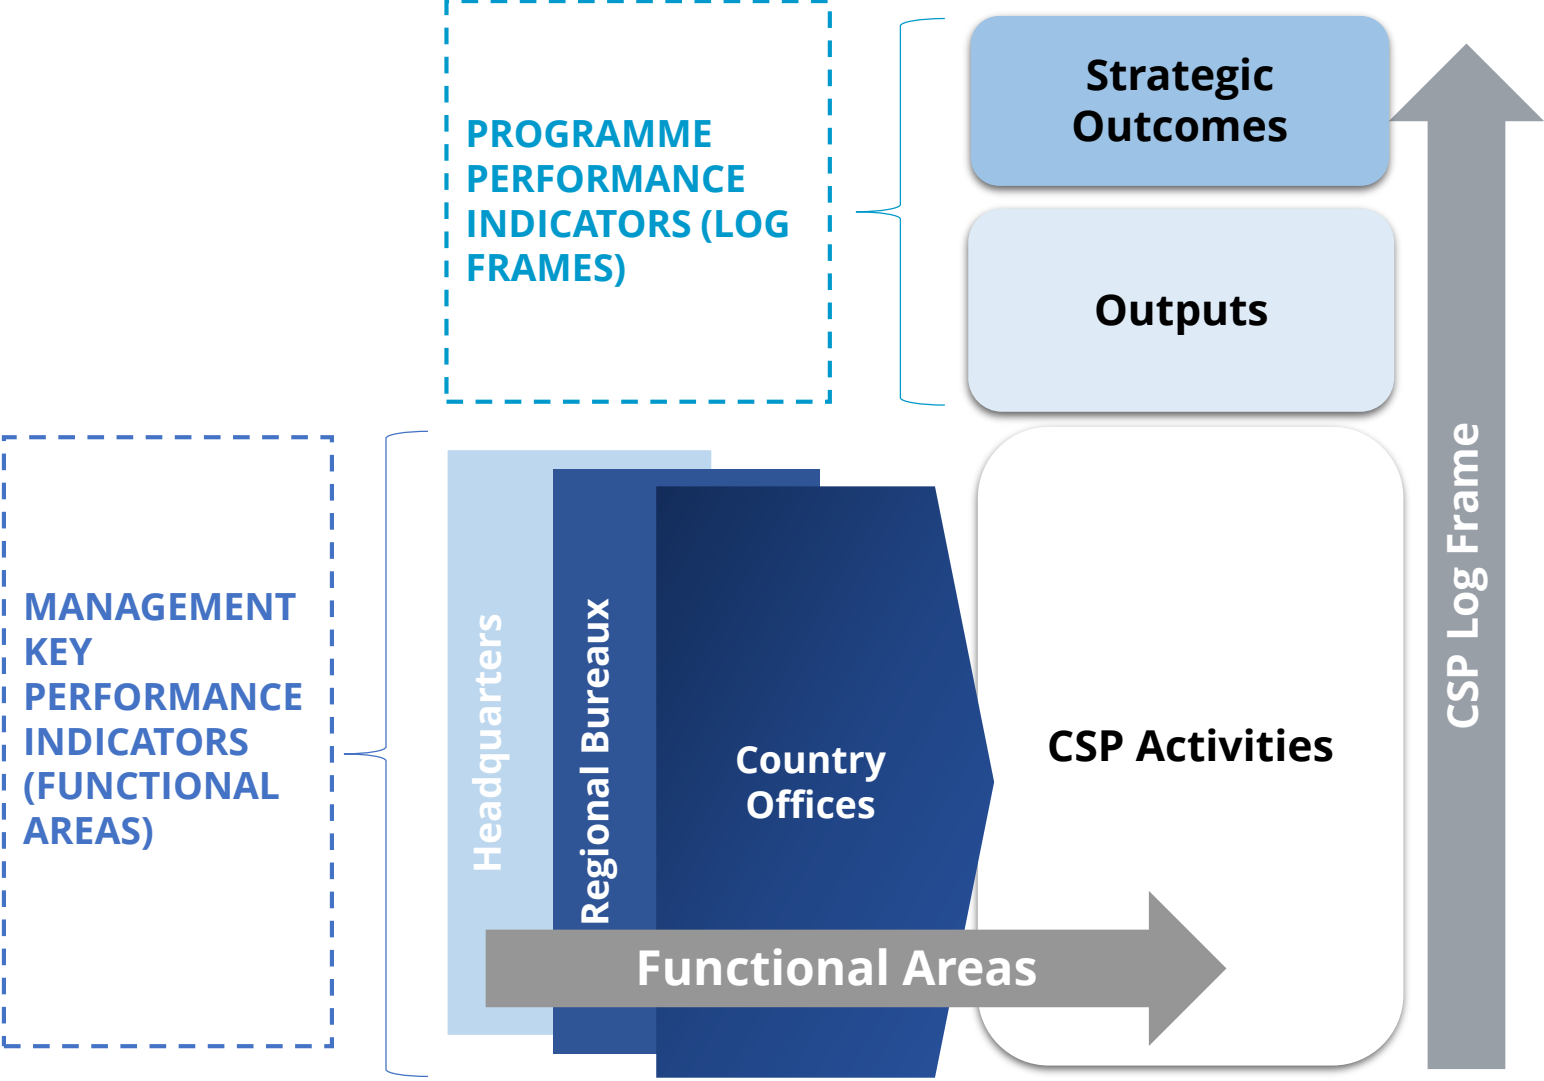 PROGRAMME
PERFORMANCE
INDICATORS (LOG
FRAMES)
Strategic
Outcomes
Outputs
MANAGEMENT
KEY
PERFORMANCE
INDICATORS
(FUNCTIONAL
AREAS)
Headquarters
Regional Bureaux
Country
Offices
CSP Activities
Functional Areas
CSP Log Frame